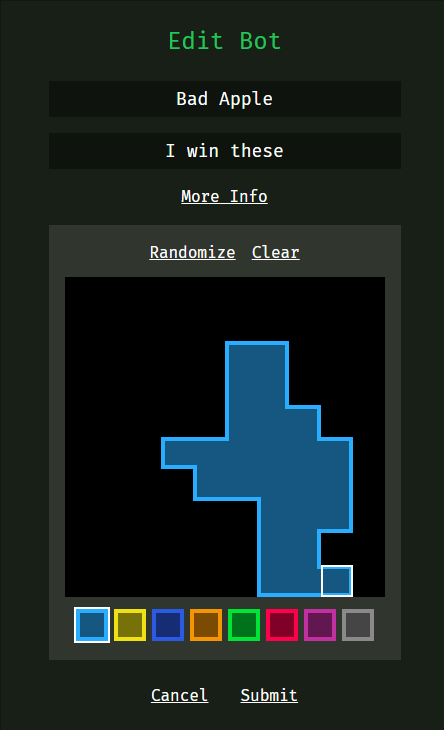 Edit Bot
Bad Apple
I win these
More Info
Randomize Clear
Cancel Submit